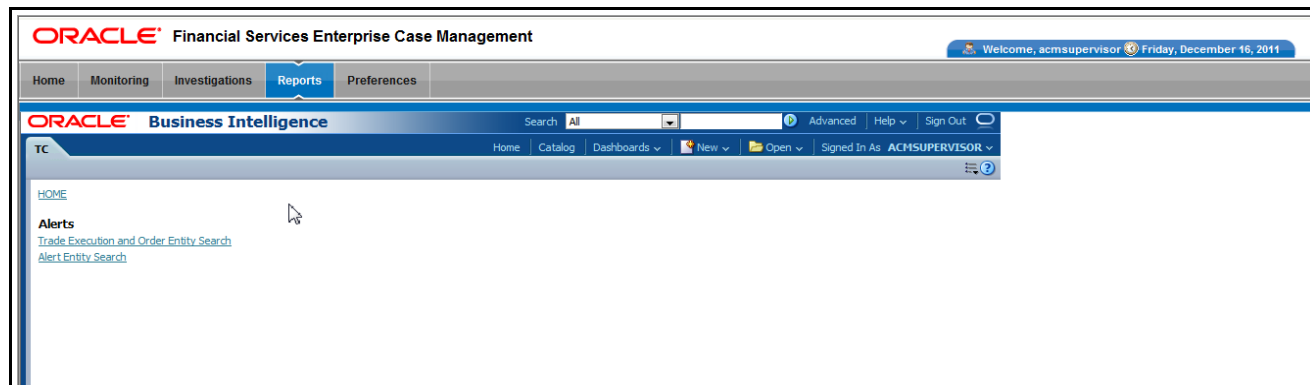 ORACLE Financial Services Enterprise Case Management
Welcome, acmsupervisor Friday, December 16, 2011
Home Monitoring Investigations Reports Preferences
ORACLE Business Intelligence Search All Advanced Help Sign Out
TC Home Catalog Dashboards New Open Signed In As ACMSUPERVISOR
?
HOME
Alerts
Trade Execution and Order Entity Search
Alert Entity Search